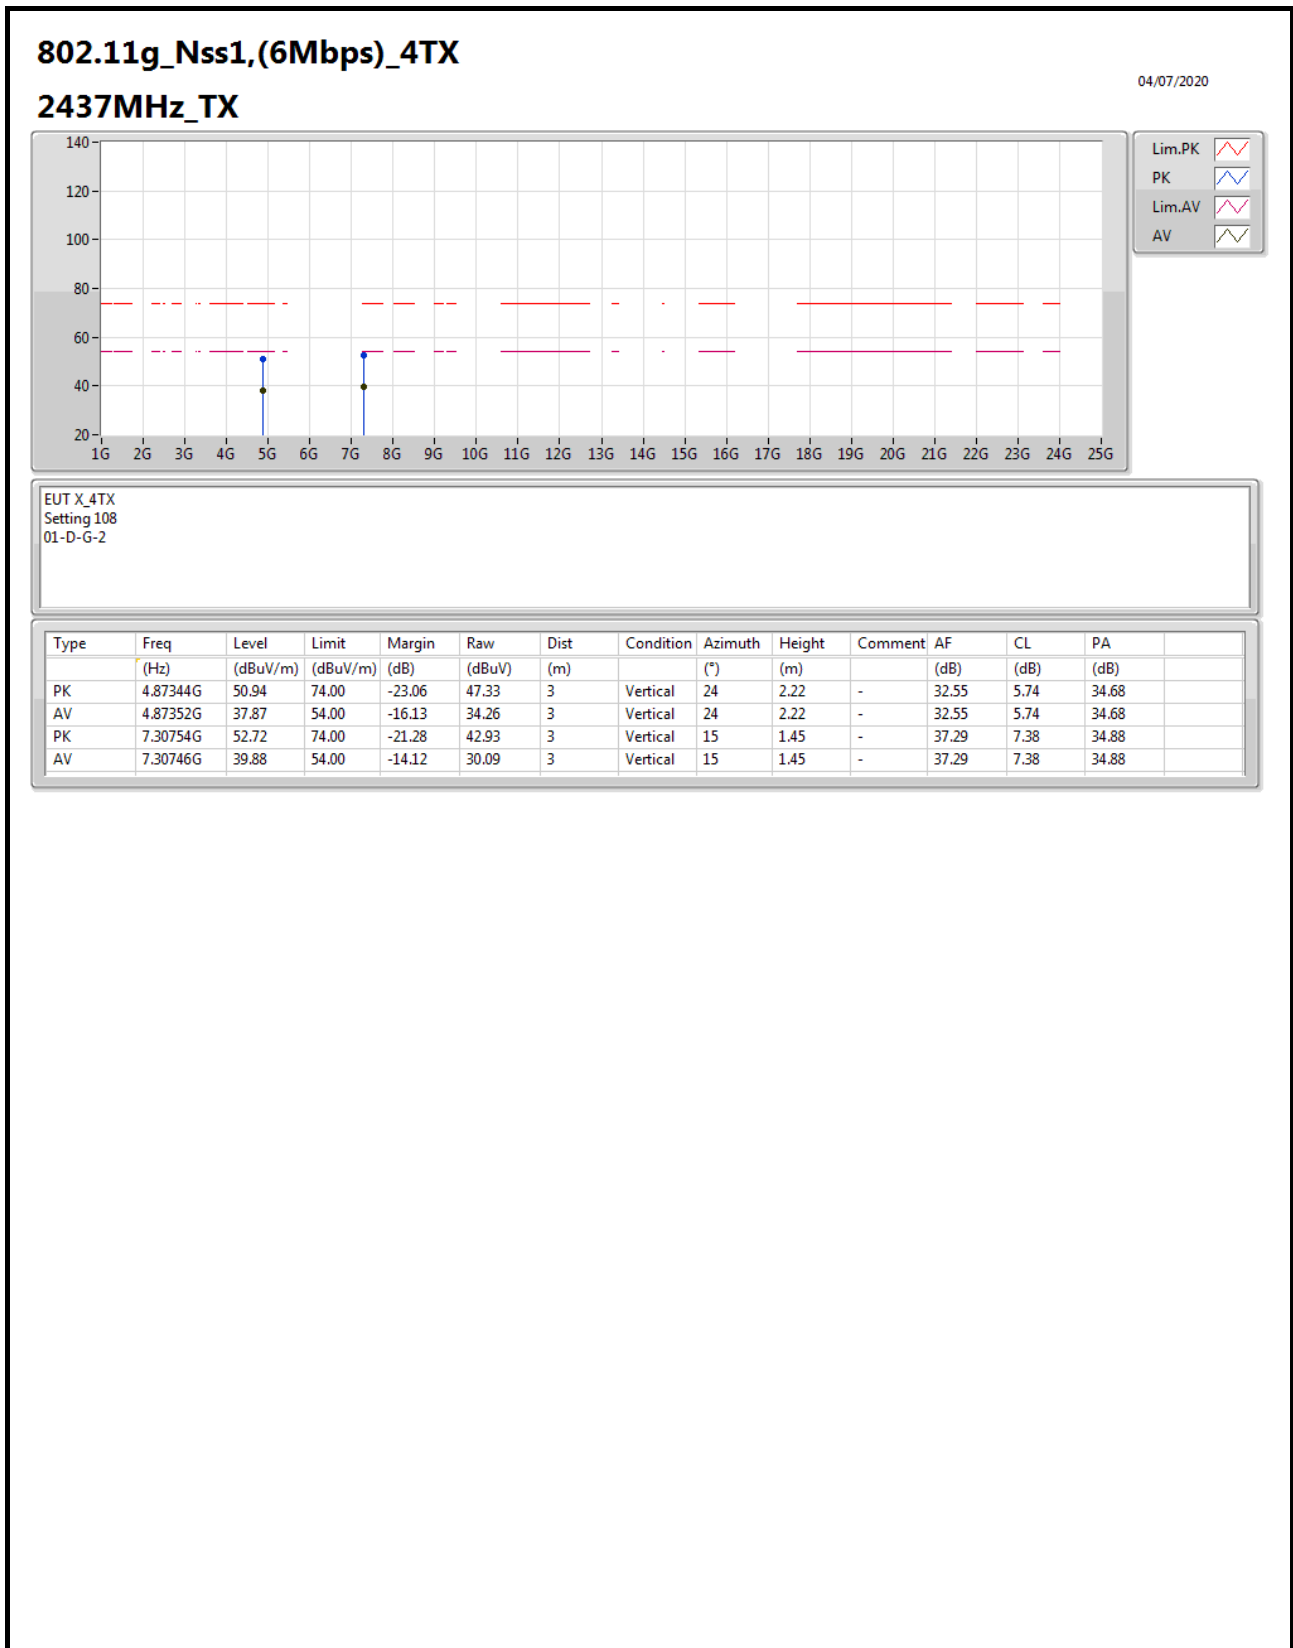 802.11g_Nss1,(6Mbps)_4TX
04/07/2020
2437MHz_TX
140
120
100
80
60
40
20
1G 2G 3G 4G 5G 6G 7G 8G 9G 10G 11G 12G 13G 14G 15G 16G 17G 18G 19G 20G 21G 22G 23G 24G 25G
Lim.PK
PK
Lim.AV
AV
EUT X_4TX
Setting 108
01-D-G-2
Type Freq Level Limit Margin Raw Dist Condition Azimuth Height Comment AF CL PA
(Hz) (dBuV/m) (dBuV/m) (dB) (dBuV) (m) (°) (m) (dB) (dB) (dB)
PK 4.87344G 50.94 74.00 -23.06 47.33 3 Vertical 24 2.22 - 32.55 5.74 34.68
AV 4.87352G 37.87 54.00 -16.13 34.26 3 Vertical 24 2.22 - 32.55 5.74 34.68
PK 7.30754G 52.72 74.00 -21.28 42.93 3 Vertical 15 1.45 - 37.29 7.38 34.88
AV 7.30746G 39.88 54.00 -14.12 30.09 3 Vertical 15 1.45 - 37.29 7.38 34.88